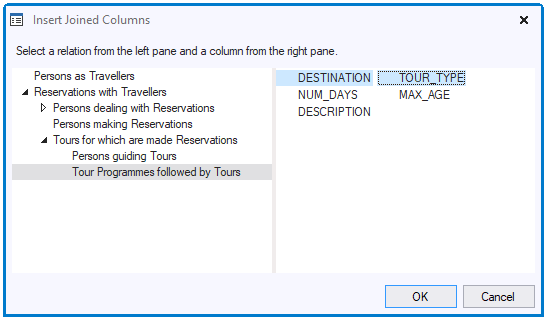 Insert Joined Columns
Select a relation from the left pane and a column from the right pane.
Persons as Travellers
Reservations with Travellers
Persons dealing with Reservations
Persons making Reservations
Tours for which are made Reservations
Persons guiding Tours
Tour Programmes followed by Tours
DESTINATION TOUR_TYPE
NUM_DAYS MAX_AGE
DESCRIPTION
OK Cancel